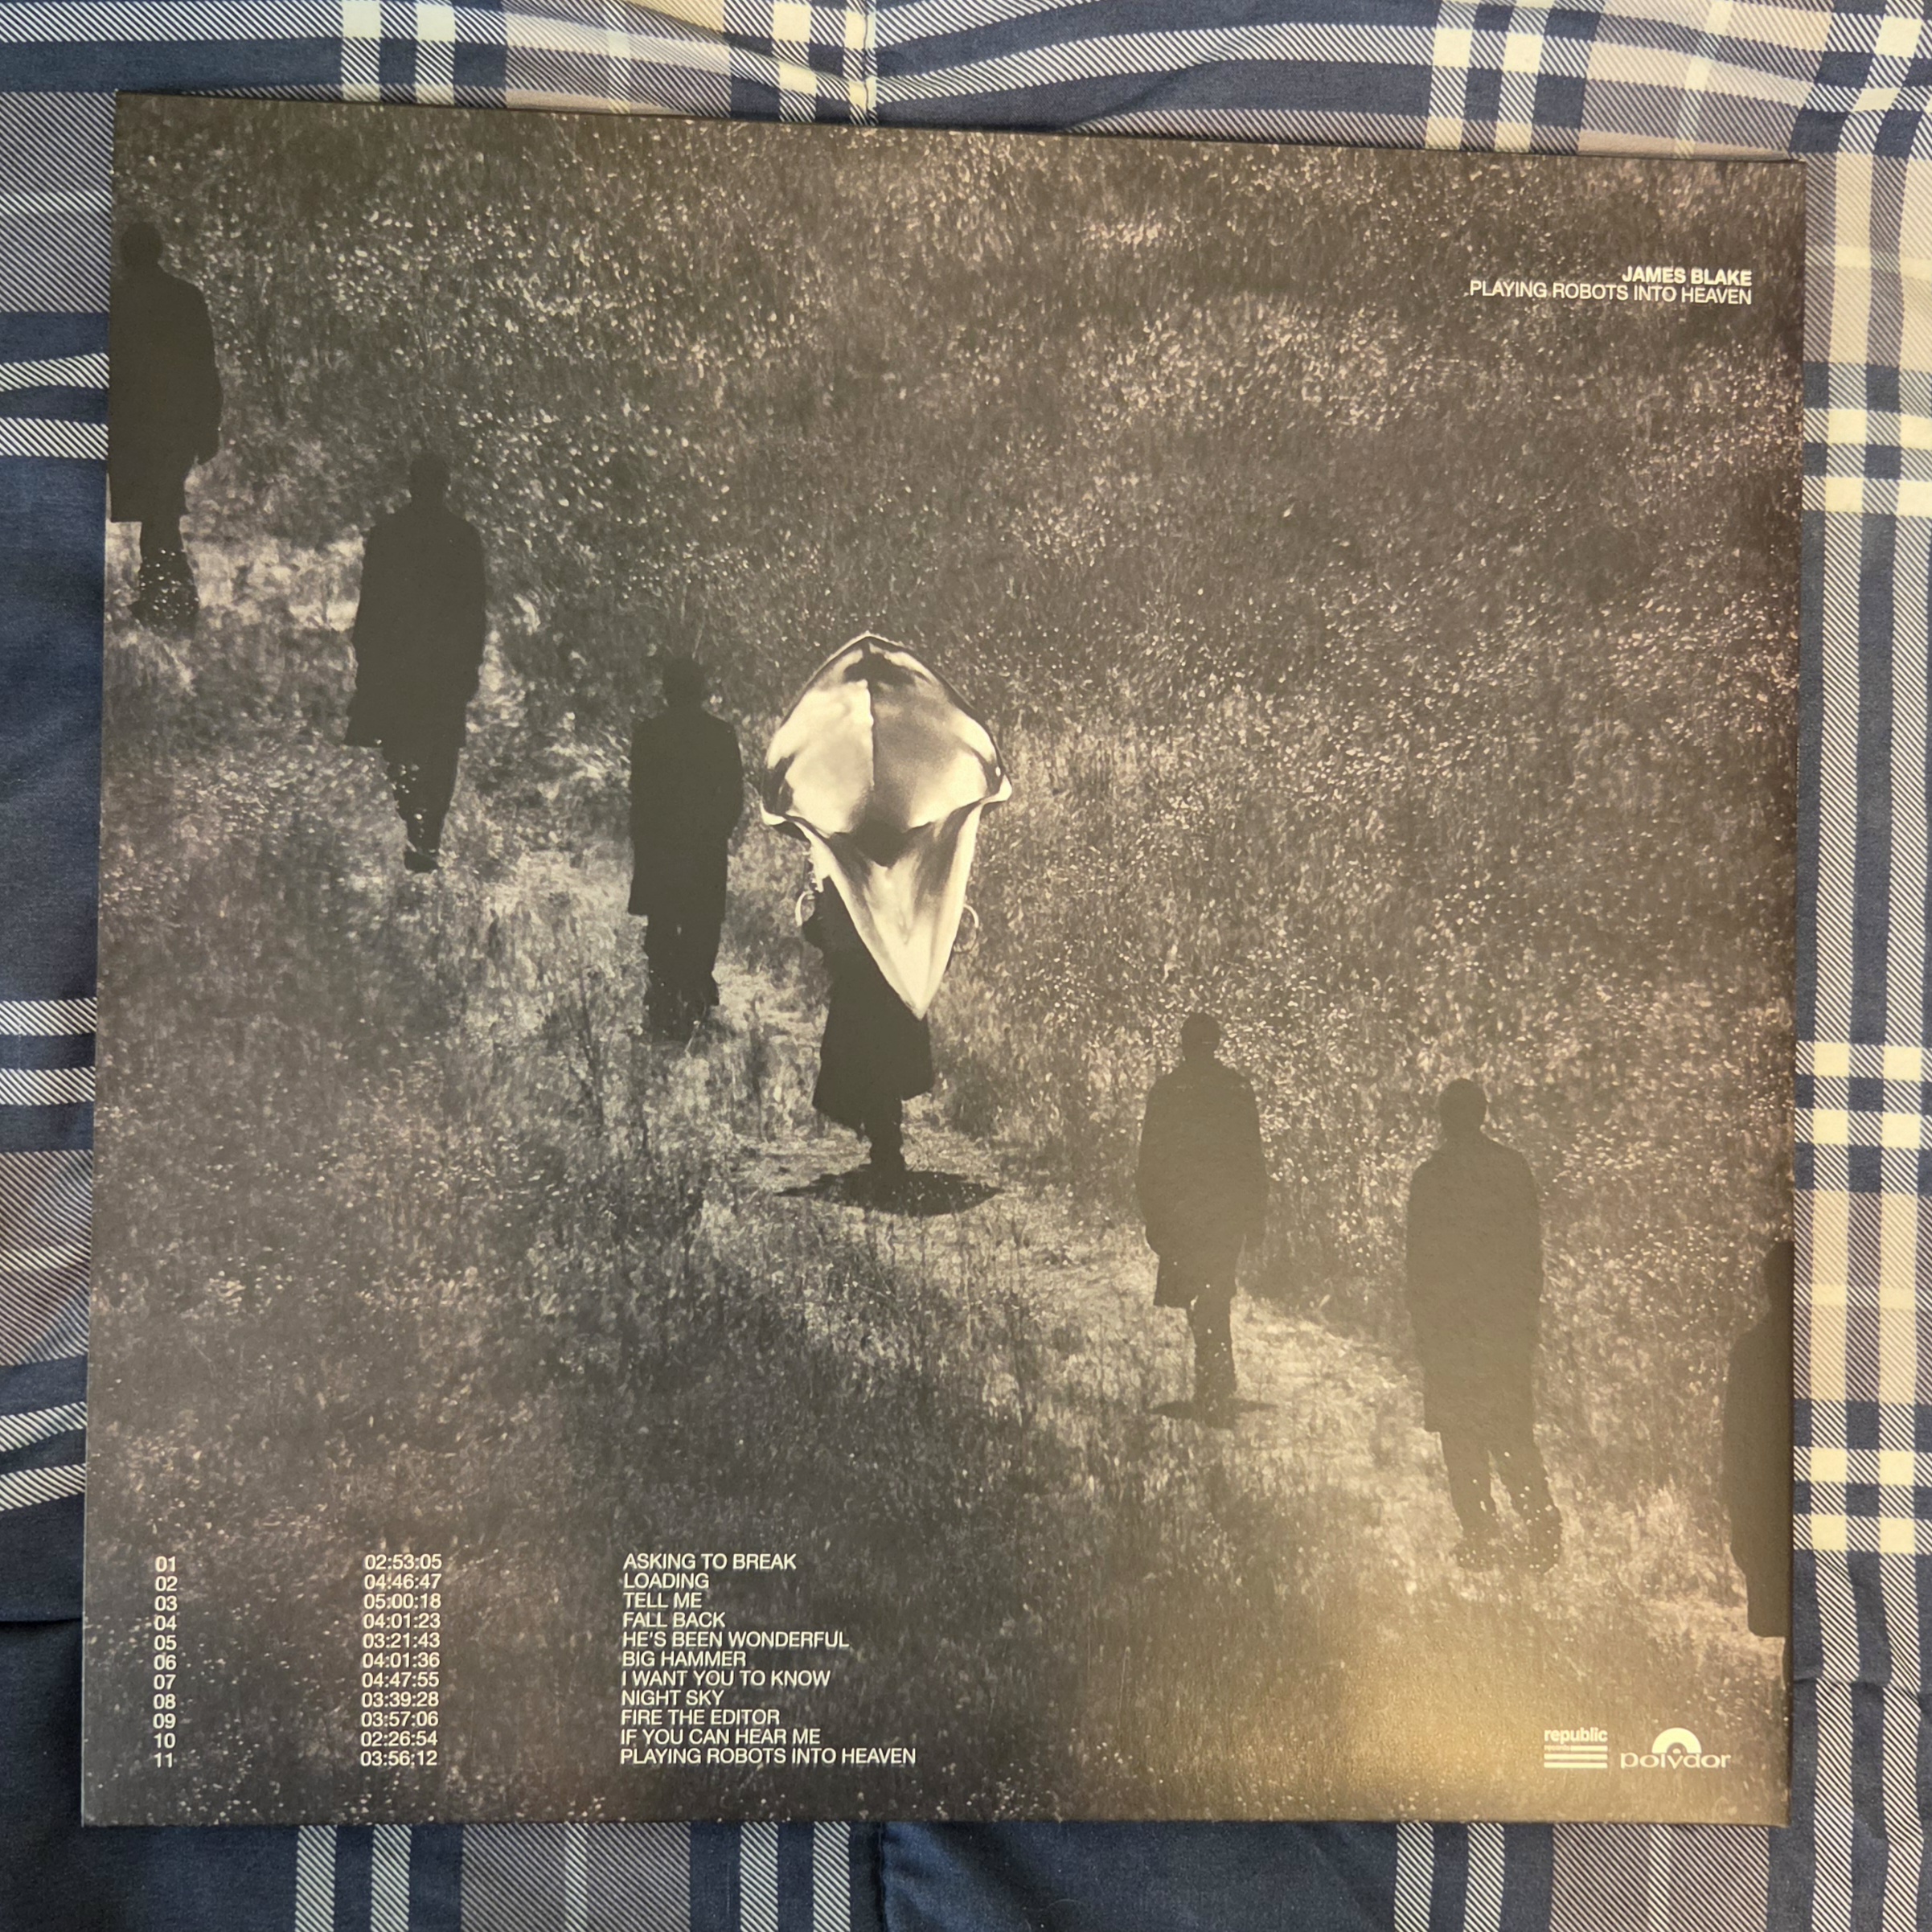 JAMES BLAKE
PLAYING ROBOTS INTO HEAVEN
01 02:53:05 ASKING TO BREAK
02 04:46:47 LOADING
03 05:00:18 TELL ME
04 04:01:23 FALL BACK
05 03:21:43 HE'S BEEN WONDERFUL
06 04:01:36 BIG HAMMER
07 04:47:55 I WANT YOU TO KNOW
08 03:39:28 NIGHT SKY
09 03:57:06 FIRE THE EDITOR
10 02:26:54 IF YOU CAN HEAR ME
11 03:56:12 PLAYING ROBOTS INTO HEAVEN
republic
polydor